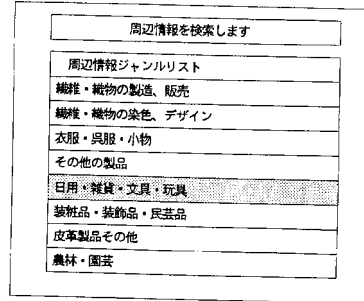 周辺情報を検索します
周辺情報ジャンルリスト
繊維・織物の製造、販売
繊維・織物の染色、デザイン
衣服・呉服・小物
その他の製品
日用・雑貨・文具・玩具
装粧品・装飾品・民芸品
皮革製品その他
農林・園芸